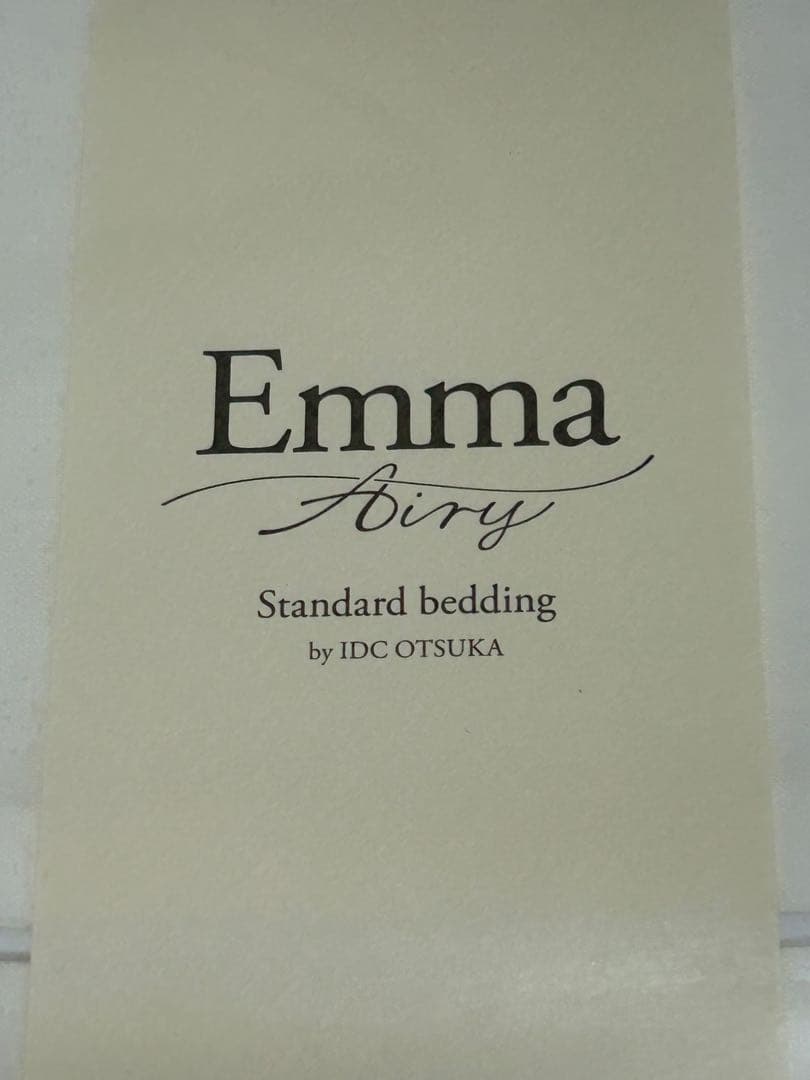 Emma
Airy
Standard bedding
by IDC OTSUKA